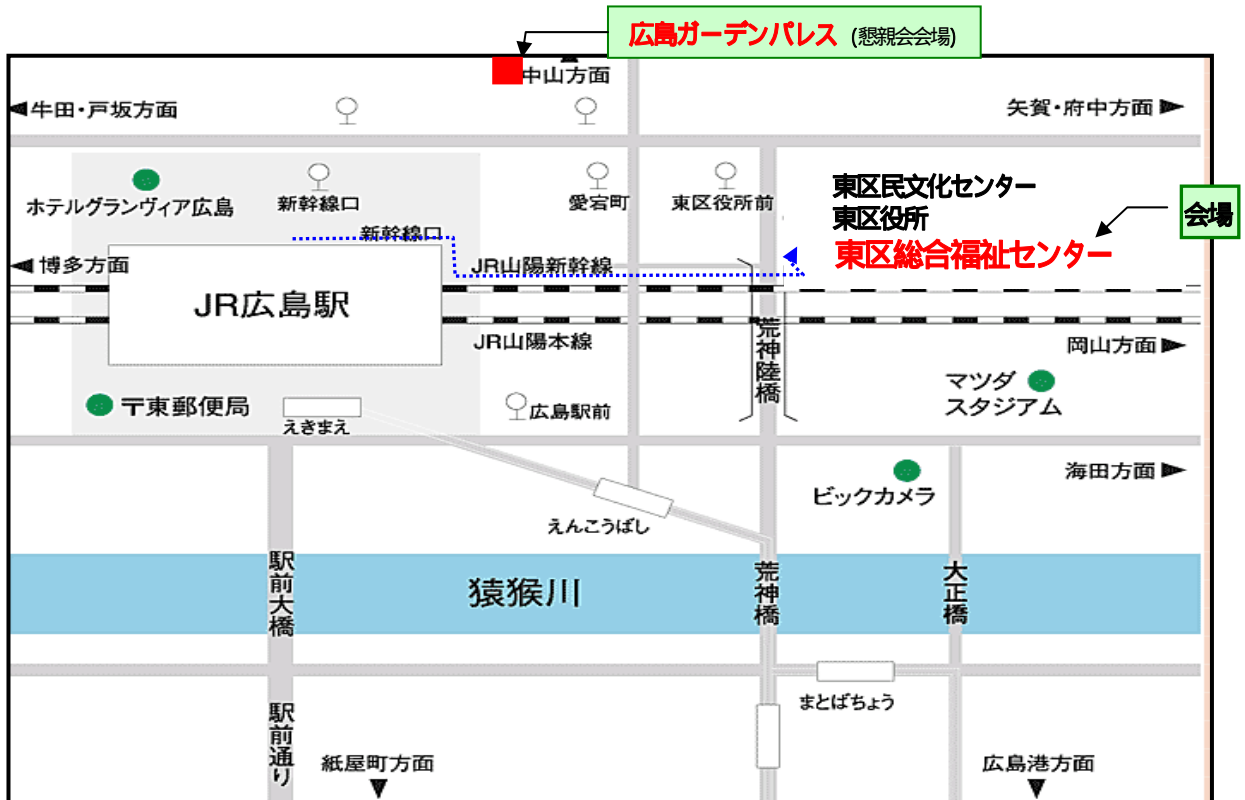 広島ガーデンパレス (懇親会会場)
中山方面
牛田・戸坂方面
矢賀・府中方面
ホテルグランヴィア広島
新幹線口
愛宕町
東区役所前
東区民文化センター
東区役所
東区総合福祉センター
会場
新幹線口
博多方面
JR山陽新幹線
JR広島駅
荒神陸橋
JR山陽本線
岡山方面
マツダ
スタジアム
〒東郵便局
えきまえ
広島駅前
海田方面
ビックカメラ
えんこうばし
駅前大橋
猿猴川
荒神橋
大正橋
まとばちょう
駅前通り
紙屋町方面
広島港方面